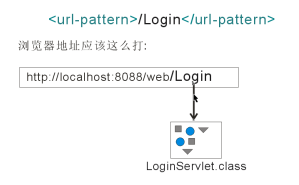 <url-pattern>/Login</url-pattern>
浏览器地址应该这么打:
http://localhost:8088/web/Login
LoginServlet.class